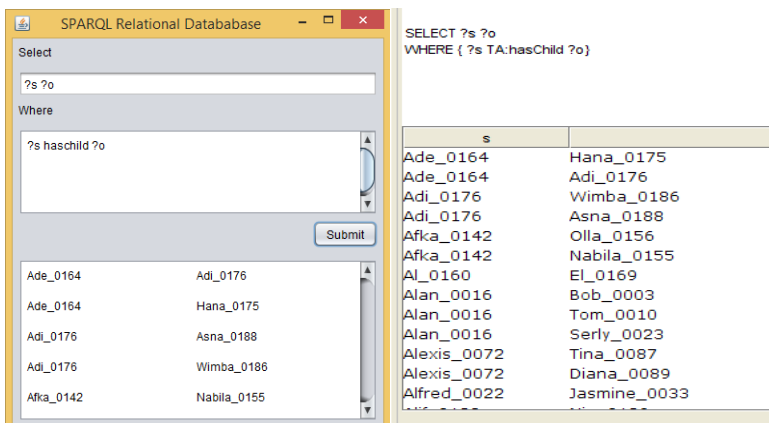 SPARQL Relational Datababase
Select
?s ?o
Where
?s haschild ?o
Submit
Ade_0164 Adi_0176
Ade_0164 Hana_0175
Adi_0176 Asna_0188
Adi_0176 Wimba_0186
Afka_0142 Nabila_0155
SELECT ?s ?o
WHERE { ?s TA:hasChild ?o}
s
Ade_0164 Hana_0175
Ade_0164 Adi_0176
Adi_0176 Wimba_0186
Adi_0176 Asna_0188
Afka_0142 Olla_0156
Afka_0142 Nabila_0155
Al_0160 El_0169
Alan_0016 Bob_0003
Alan_0016 Tom_0010
Alan_0016 Serly_0023
Alexis_0072 Tina_0087
Alexis_0072 Diana_0089
Alfred_0022 Jasmine_0033